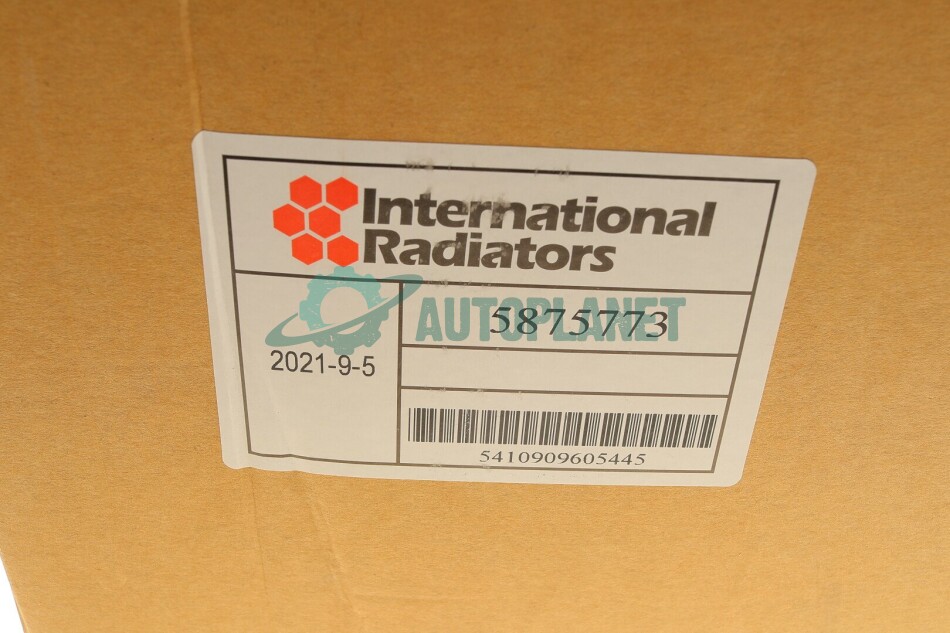 International
Radiators
AUTOPLANET
5875773
2021-9-5
5410909605445